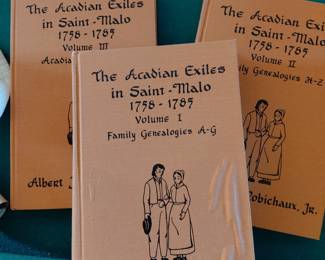 The Acadian Exiles
in Saint-Malo
1758 - 1785
Volume III
Acadia
Albert J
The Acadian Exiles
in Saint-Malo
1758 - 1785
Volume I
Family Genealogies A-G
The Acadian Exiles
in Saint-Malo
1758 - 1785
Volume II
Family Genealogies H-Z
Robichaux, Jr.